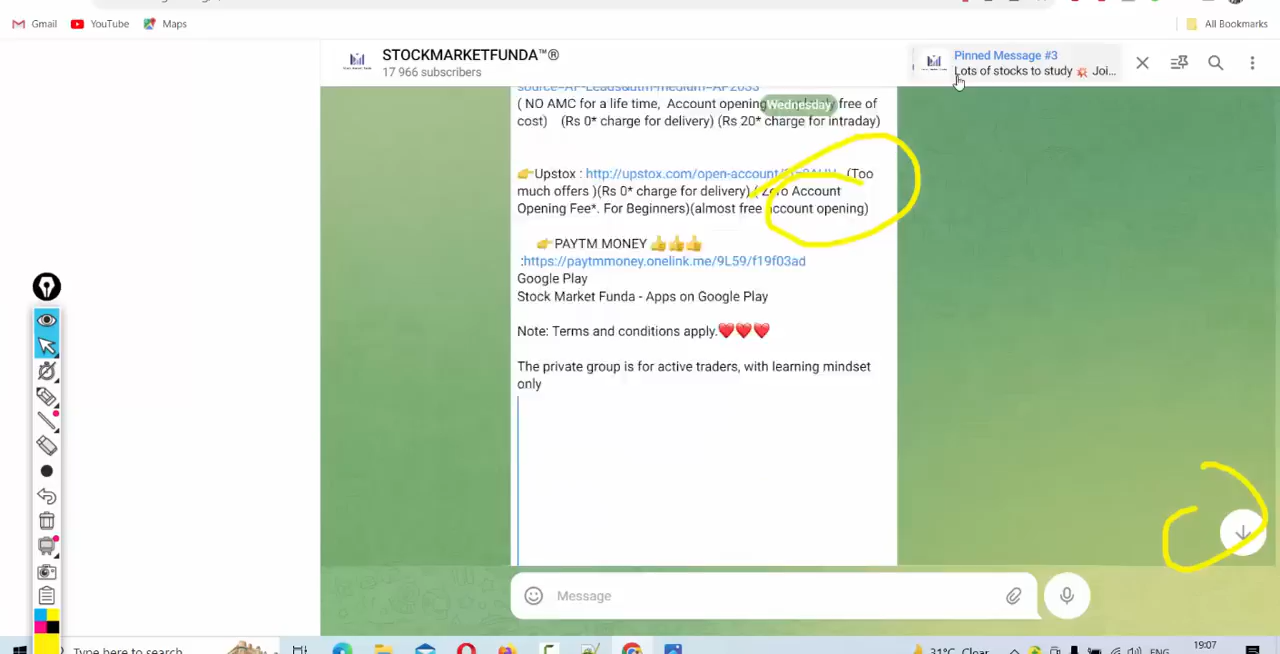 Gmail YouTube Maps All Bookmarks
STOCKMARKETFUNDA™®
17 966 subscribers
Pinned Message #3
Lots of stocks to study 💥 Joi...
Wednesday
( NO AMC for a life time, Account opening free of
cost) (Rs 0* charge for delivery) (Rs 20* charge for intraday)
👉Upstox : http://upstox.com/open-account/ (Too
much offers )(Rs 0* charge for delivery) ( Zero Account
Opening Fee*. For Beginners)(almost free account opening)
👉PAYTM MONEY 👍👍👍
:https://paytmmoney.onelink.me/9L59/f19f03ad
Google Play
Stock Market Funda - Apps on Google Play
Note: Terms and conditions apply.❤️❤️❤️
The private group is for active traders, with learning mindset
only
Message
Type here to search 31°C Clear ENG 19:07